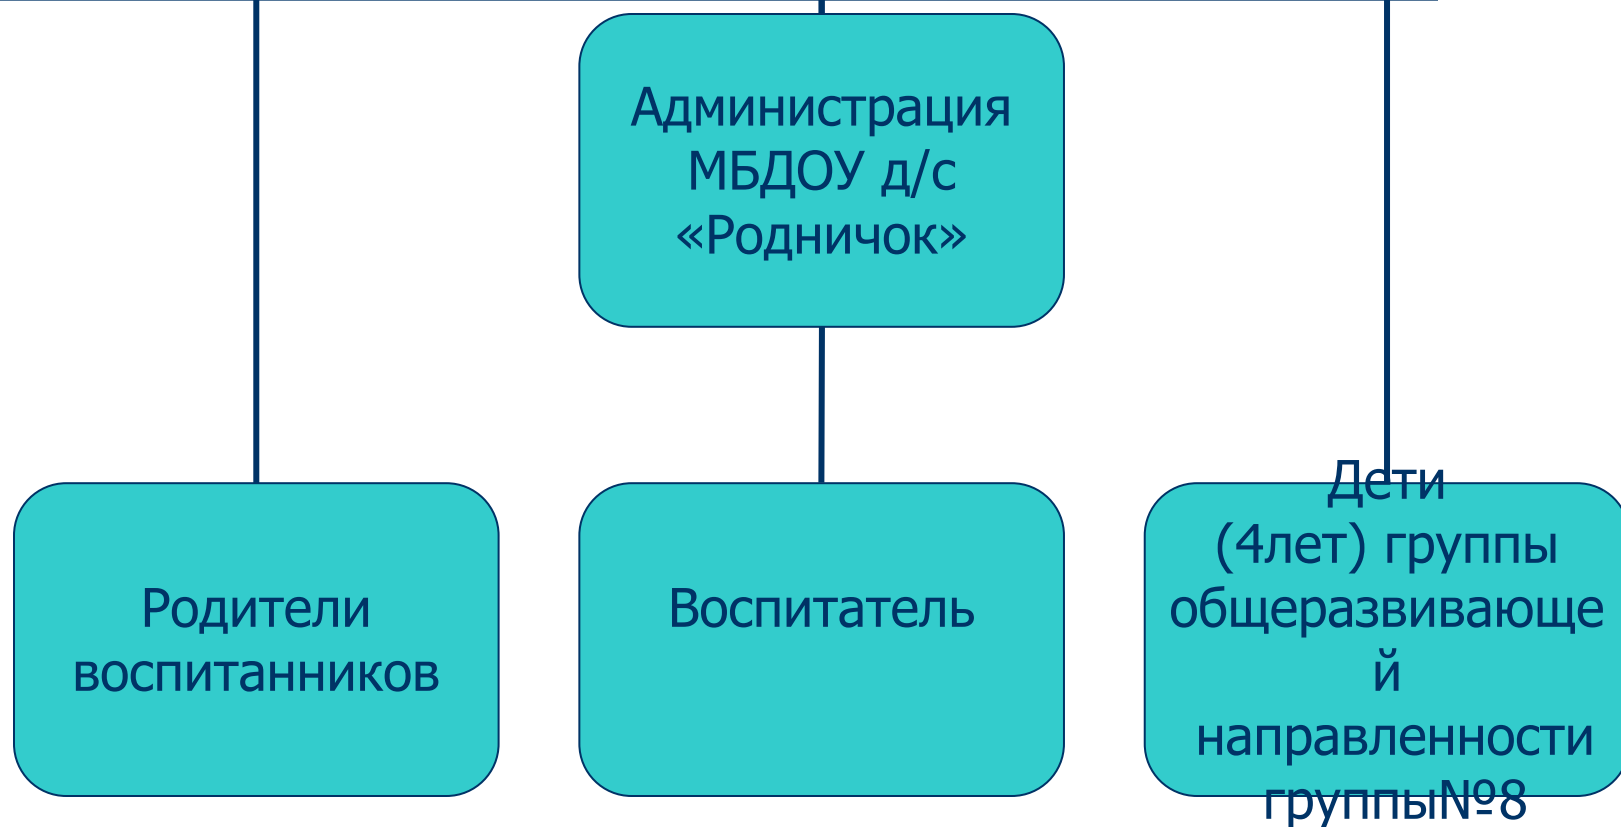 Администрация
МБДОУ д/с
«Родничок»
Родители
воспитанников
Воспитатель
Дети
(4лет) группы
общеразвивающе
й
направленности
группы№8